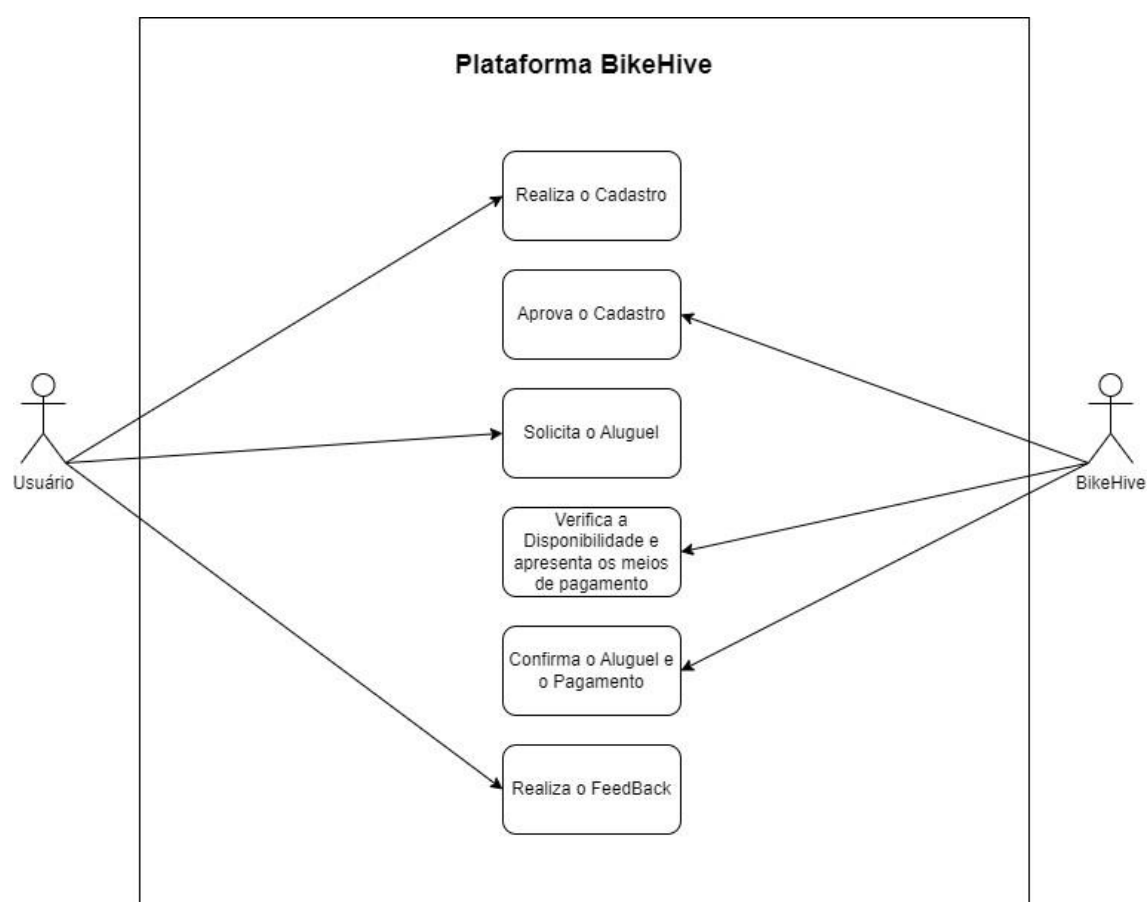 Plataforma BikeHive
Realiza o Cadastro
Aprova o Cadastro
Solicita o Aluguel
Usuário
BikeHive
Verifica a
Disponibilidade e
apresenta os meios
de pagamento
Confirma o Aluguel e
o Pagamento
Realiza o FeedBack